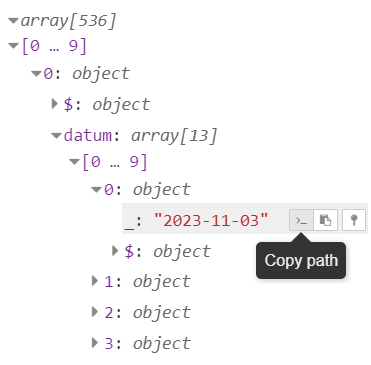 array[536]
[0 … 9]
0: object
$: object
datum: array[13]
[0 … 9]
0: object
_: "2023-11-03"
$: object
Copy path
1: object
2: object
3: object